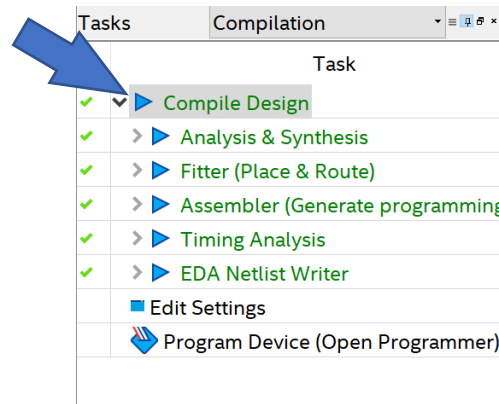 Tasks Compilation
Task
Compile Design
Analysis & Synthesis
Fitter (Place & Route)
Assembler (Generate programming
Timing Analysis
EDA Netlist Writer
Edit Settings
Program Device (Open Programmer)